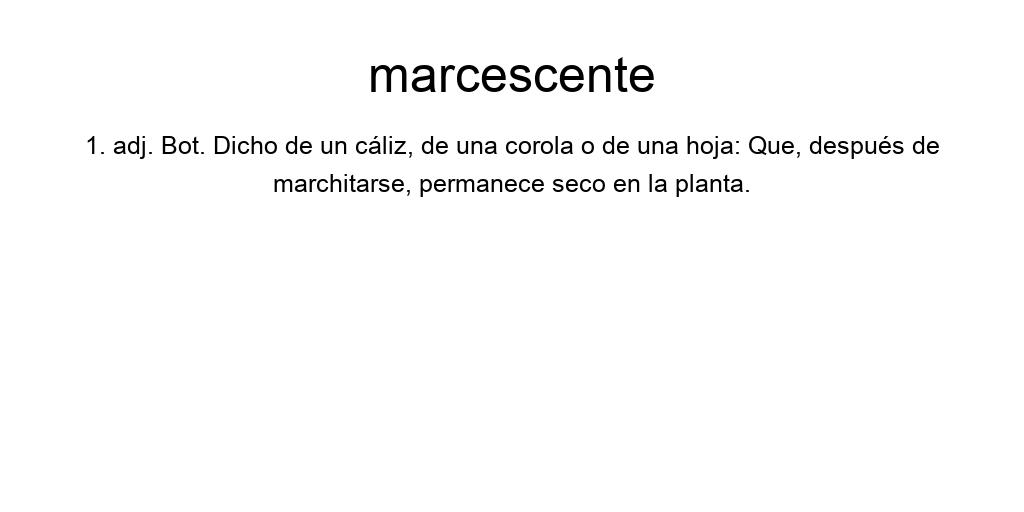 marcescente
1. adj. Bot. Dicho de un cáliz, de una corola o de una hoja: Que, después de
marchitarse, permanece seco en la planta.